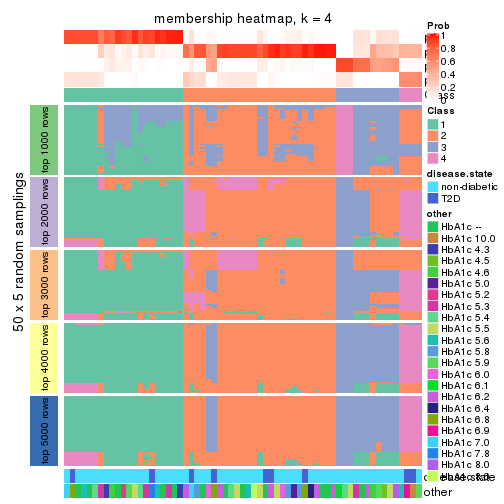 membership heatmap, k = 4
50 x 5 random samplings
top 1000 rows
top 2000 rows
top 3000 rows
top 4000 rows
top 5000 rows
Prob
1
0.8
0.6
0.4
0.2
0
Class
1
2
3
4
disease.state
non-diabetic
T2D
other
HbA1c --
HbA1c 10.0
HbA1c 4.3
HbA1c 4.5
HbA1c 4.6
HbA1c 5.0
HbA1c 5.2
HbA1c 5.3
HbA1c 5.4
HbA1c 5.5
HbA1c 5.6
HbA1c 5.8
HbA1c 5.9
HbA1c 6.0
HbA1c 6.1
HbA1c 6.2
HbA1c 6.4
HbA1c 6.8
HbA1c 6.9
HbA1c 7.0
HbA1c 7.8
HbA1c 8.0
disease.state
other